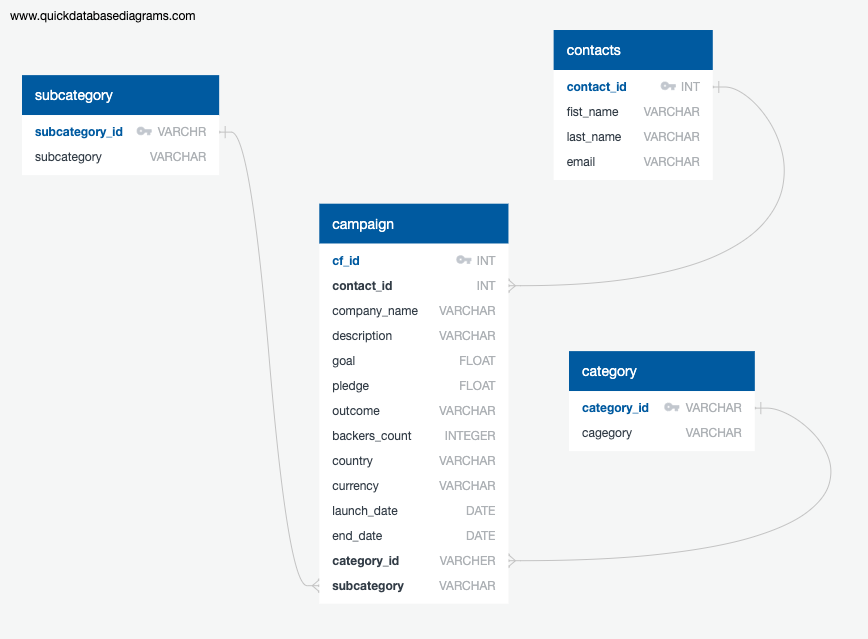 www.quickdatabasediagrams.com
subcategory
subcategory_id VARCHR
subcategory VARCHAR
contacts
contact_id INT
fist_name VARCHAR
last_name VARCHAR
email VARCHAR
campaign
cf_id INT
contact_id INT
company_name VARCHAR
description VARCHAR
goal FLOAT
pledge FLOAT
outcome VARCHAR
backers_count INTEGER
country VARCHAR
currency VARCHAR
launch_date DATE
end_date DATE
category_id VARCHER
subcategory VARCHAR
category
category_id VARCHAR
cagegory VARCHAR